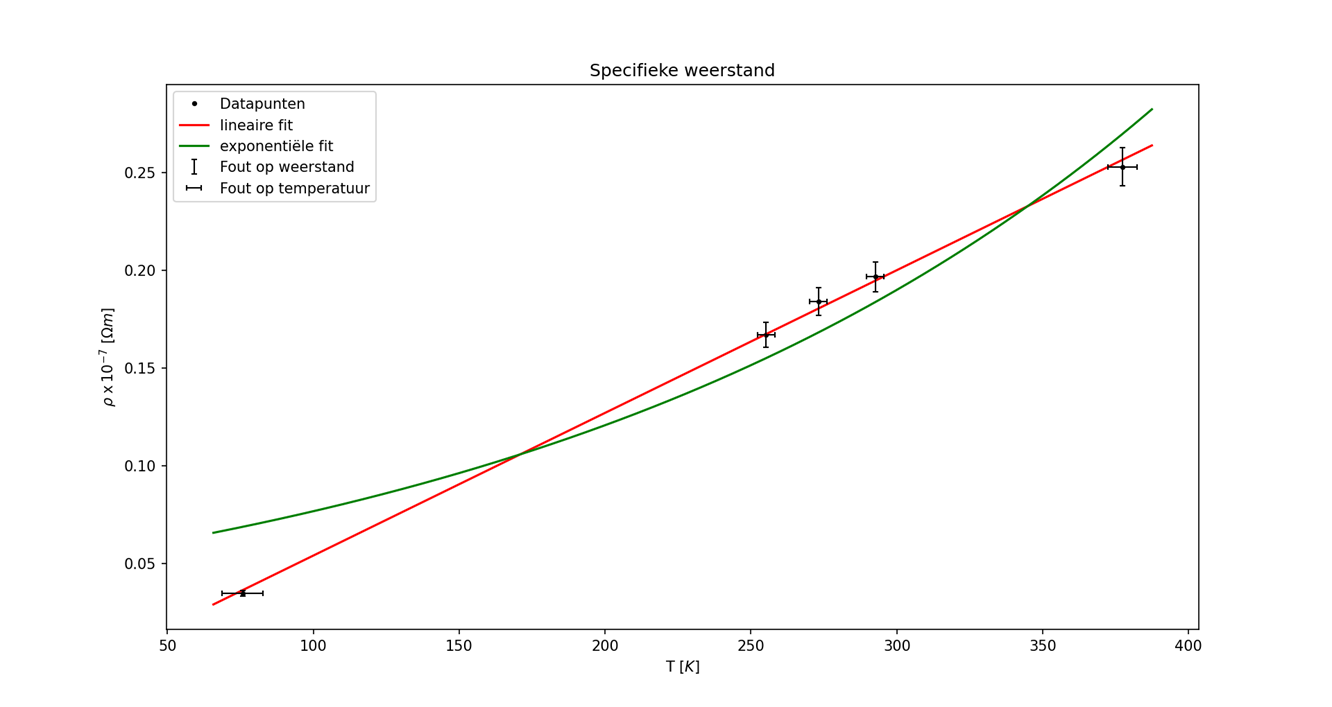 Specifieke weerstand
Datapunten
lineaire fit
exponentiële fit
Fout op weerstand
Fout op temperatuur
0.25
0.20
0.15
0.10
0.05
ρ x 10⁻⁷ [Ωm]
50 100 150 200 250 300 350 400
T [K]